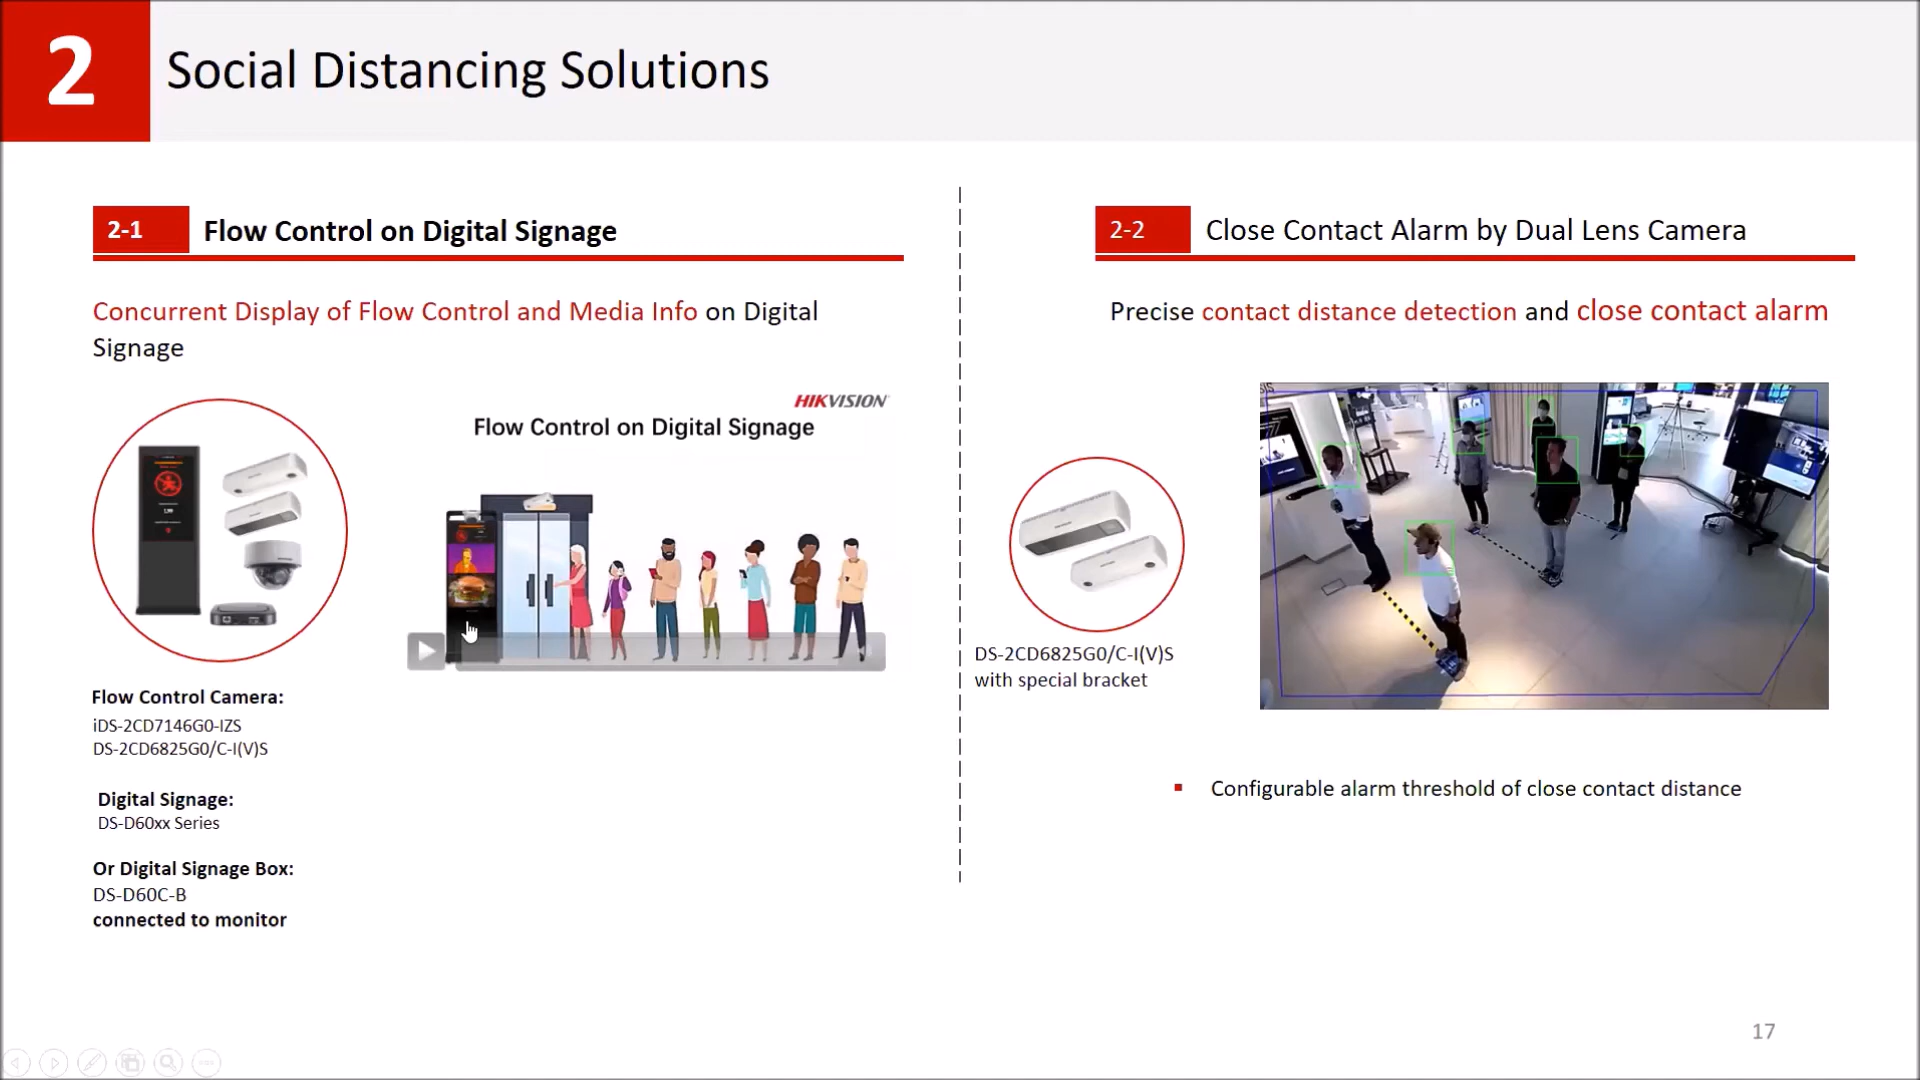 2
Social Distancing Solutions
2-1
Flow Control on Digital Signage
Concurrent Display of Flow Control and Media Info on Digital
Signage
HIKVISION
Flow Control on Digital Signage
Flow Control Camera:
iDS-2CD7146G0-IZS
DS-2CD6825G0/C-I(V)S
Digital Signage:
DS-D60xx Series
Or Digital Signage Box:
DS-D60C-B
connected to monitor
2-2
Close Contact Alarm by Dual Lens Camera
Precise contact distance detection and close contact alarm
DS-2CD6825G0/C-I(V)S
with special bracket
▪ Configurable alarm threshold of close contact distance
17